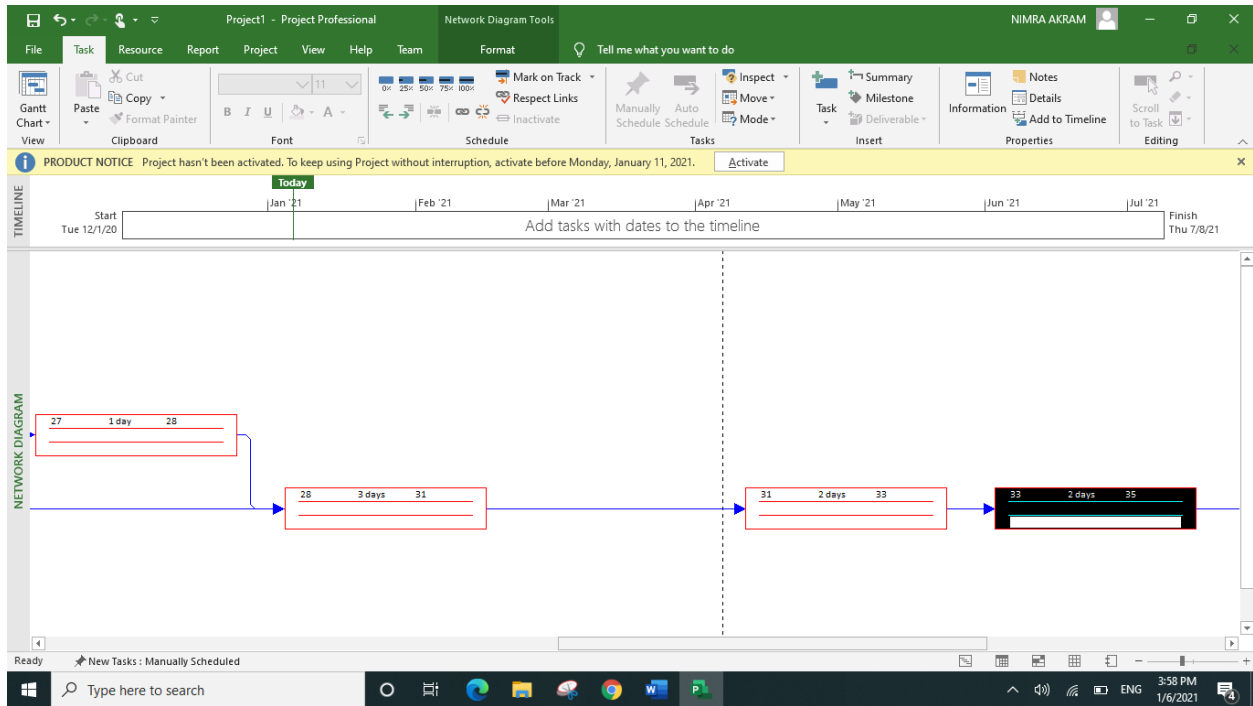 Project1 - Project Professional
Network Diagram Tools
NIMRA AKRAM
File Task Resource Report Project View Help Team Format Tell me what you want to do
Gantt Chart
View
Paste
Cut
Copy
Format Painter
Clipboard
11
B I U A
Font
0% 25% 50% 75% 100%
Mark on Track
Respect Links
Inactivate
Schedule
Manually Schedule
Auto Schedule
Inspect
Move
Mode
Tasks
Task
Summary
Milestone
Deliverable
Insert
Information
Notes
Details
Add to Timeline
Properties
Scroll to Task
Editing
PRODUCT NOTICE Project hasn't been activated. To keep using Project without interruption, activate before Monday, January 11, 2021. Activate
TIMELINE
Today
Jan '21 Feb '21 Mar '21 Apr '21 May '21 Jun '21 Jul '21
Start
Tue 12/1/20
Add tasks with dates to the timeline
Finish
Thu 7/8/21
NETWORK DIAGRAM
27 1 day 28
28 3 days 31
31 2 days 33
33 2 days 35
Ready New Tasks : Manually Scheduled
Type here to search
ENG
3:58 PM
1/6/2021
4